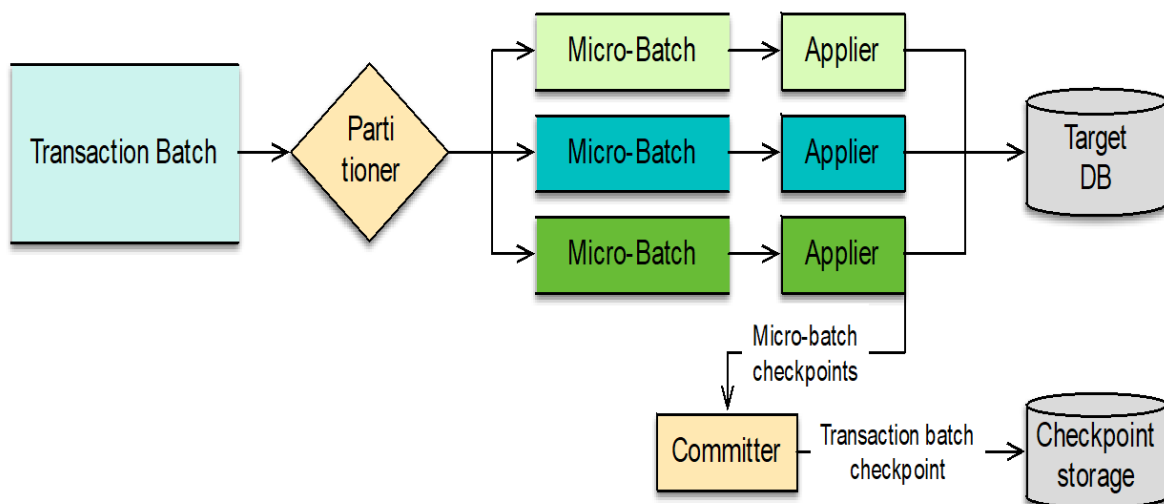 Transaction Batch
Parti
tioner
Micro-Batch
Applier
Micro-Batch
Applier
Micro-Batch
Applier
Target
DB
Micro-batch
checkpoints
Committer
Transaction batch
checkpoint
Checkpoint
storage